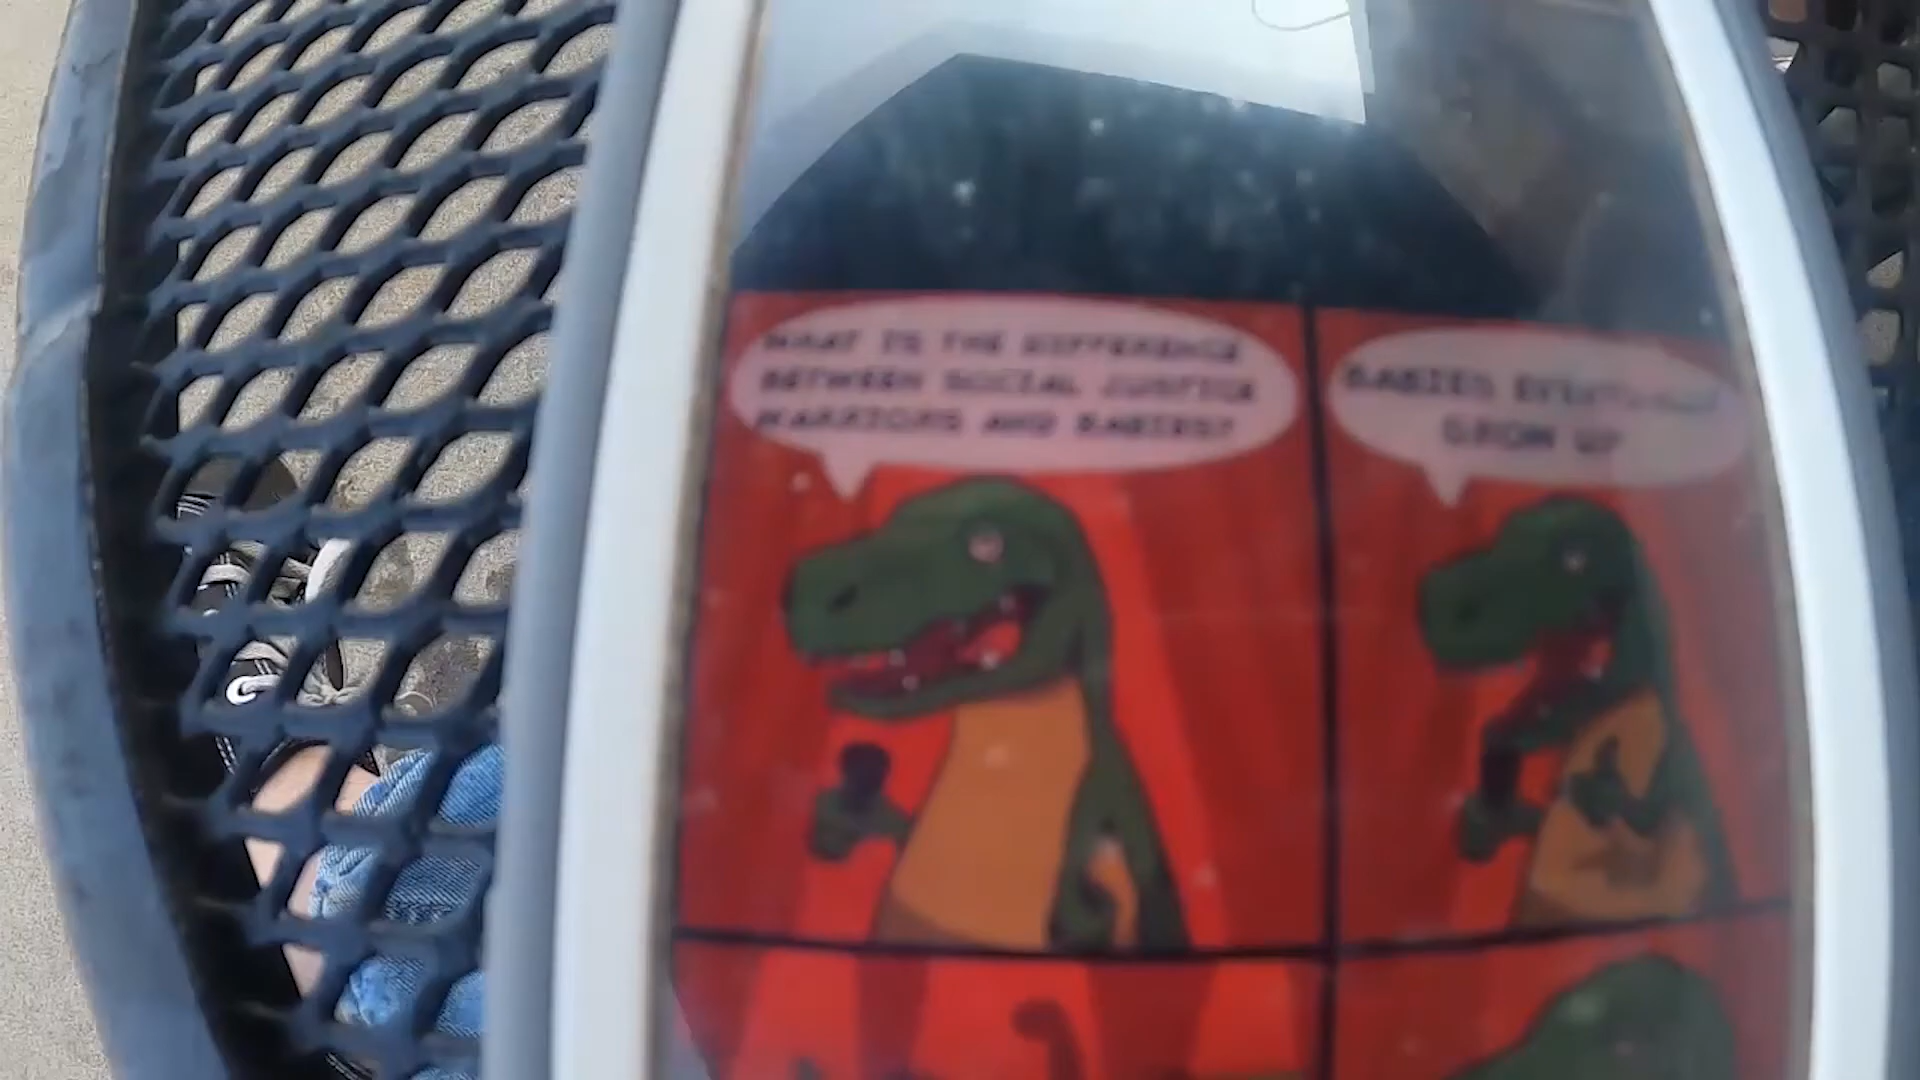 WHAT IS THE DIFFERENCE
BETWEEN SOCIAL JUSTICE
WARRIORS AND BABIES?
BABIES EVENTUALLY
GROW UP